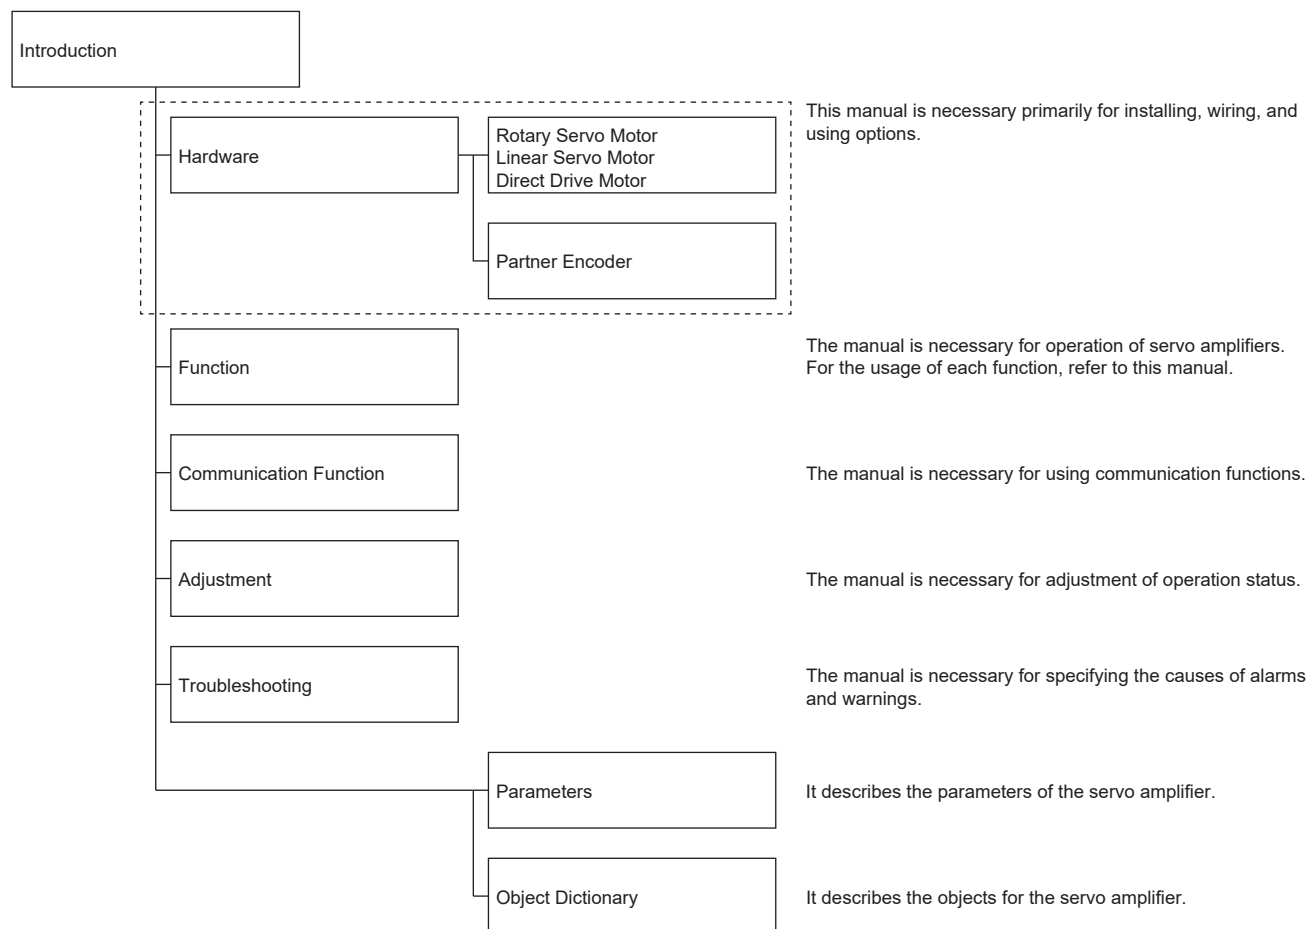 Introduction
This manual is necessary primarily for installing, wiring, and
using options.
Hardware
Rotary Servo Motor
Linear Servo Motor
Direct Drive Motor
Partner Encoder
Function
The manual is necessary for operation of servo amplifiers.
For the usage of each function, refer to this manual.
Communication Function
The manual is necessary for using communication functions.
Adjustment
The manual is necessary for adjustment of operation status.
Troubleshooting
The manual is necessary for specifying the causes of alarms
and warnings.
Parameters
It describes the parameters of the servo amplifier.
Object Dictionary
It describes the objects for the servo amplifier.